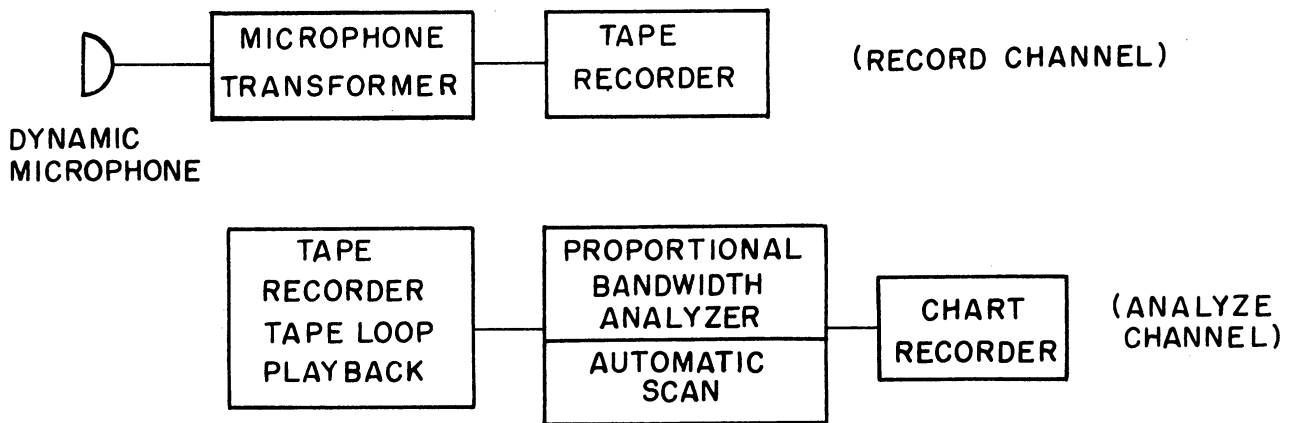 MICROPHONE
TRANSFORMER
TAPE
RECORDER
(RECORD CHANNEL)
DYNAMIC
MICROPHONE
TAPE
RECORDER
TAPE LOOP
PLAYBACK
PROPORTIONAL
BANDWIDTH
ANALYZER
AUTOMATIC
SCAN
CHART
RECORDER
(ANALYZE
CHANNEL)